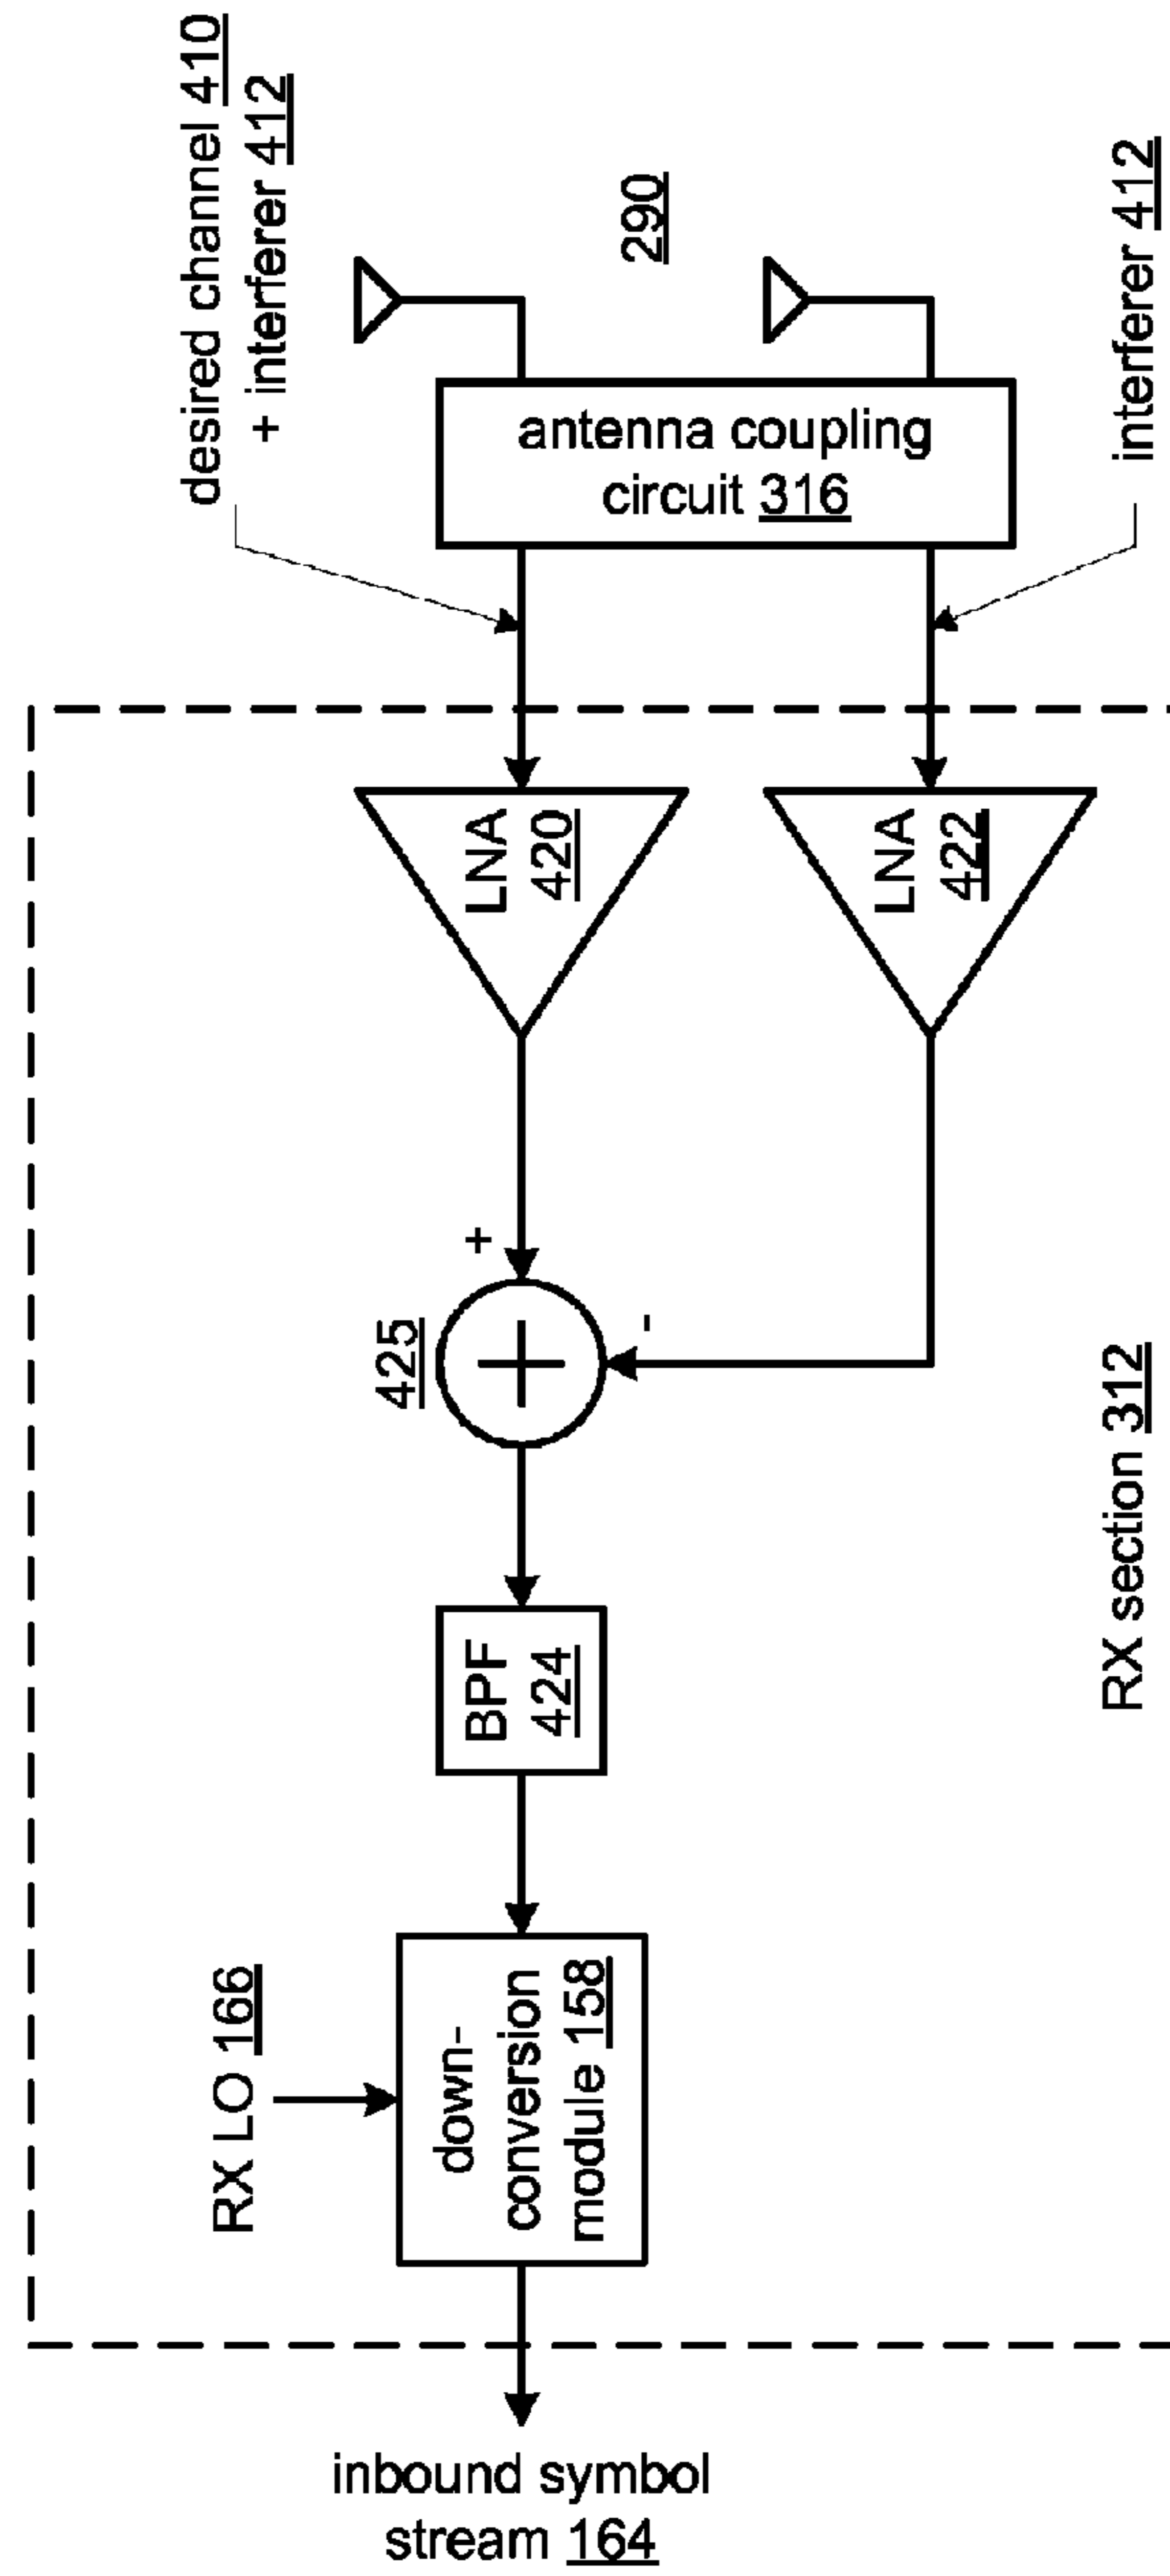 desired channel 410
+ interferer 412
290
antenna coupling
circuit 316
interferer 412
LNA
420
LNA
422
+
-
425
BPF
424
RX section 312
RX LO 166
down-
conversion
module 158
inbound symbol
stream 164